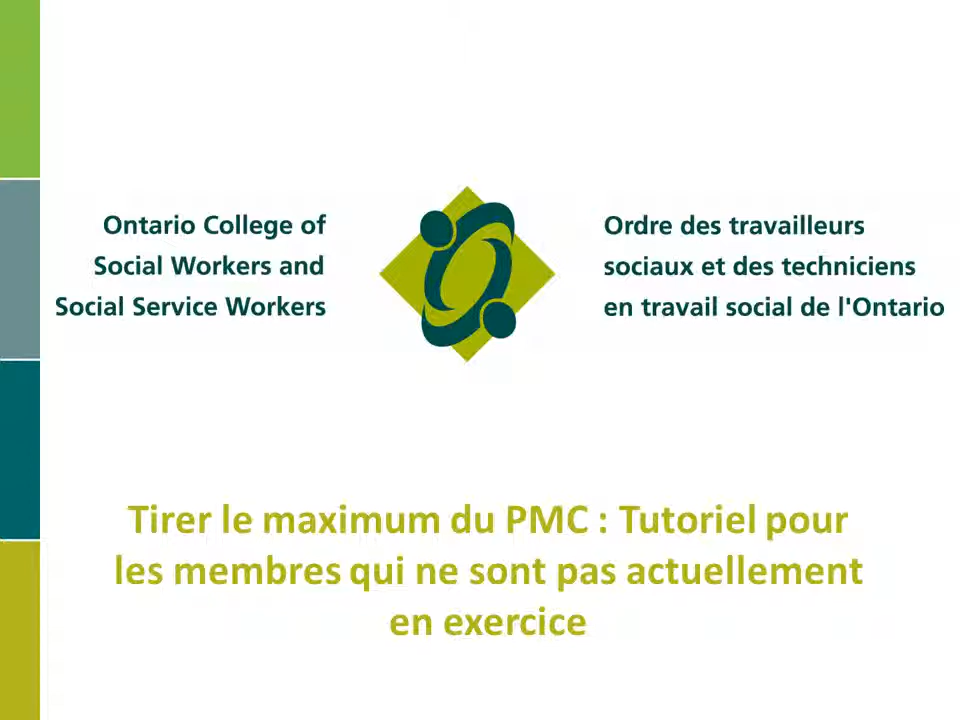 Ontario College of
Social Workers and
Social Service Workers
Ordre des travailleurs
sociaux et des techniciens
en travail social de l'Ontario
Tirer le maximum du PMC : Tutoriel pour
les membres qui ne sont pas actuellement
en exercice